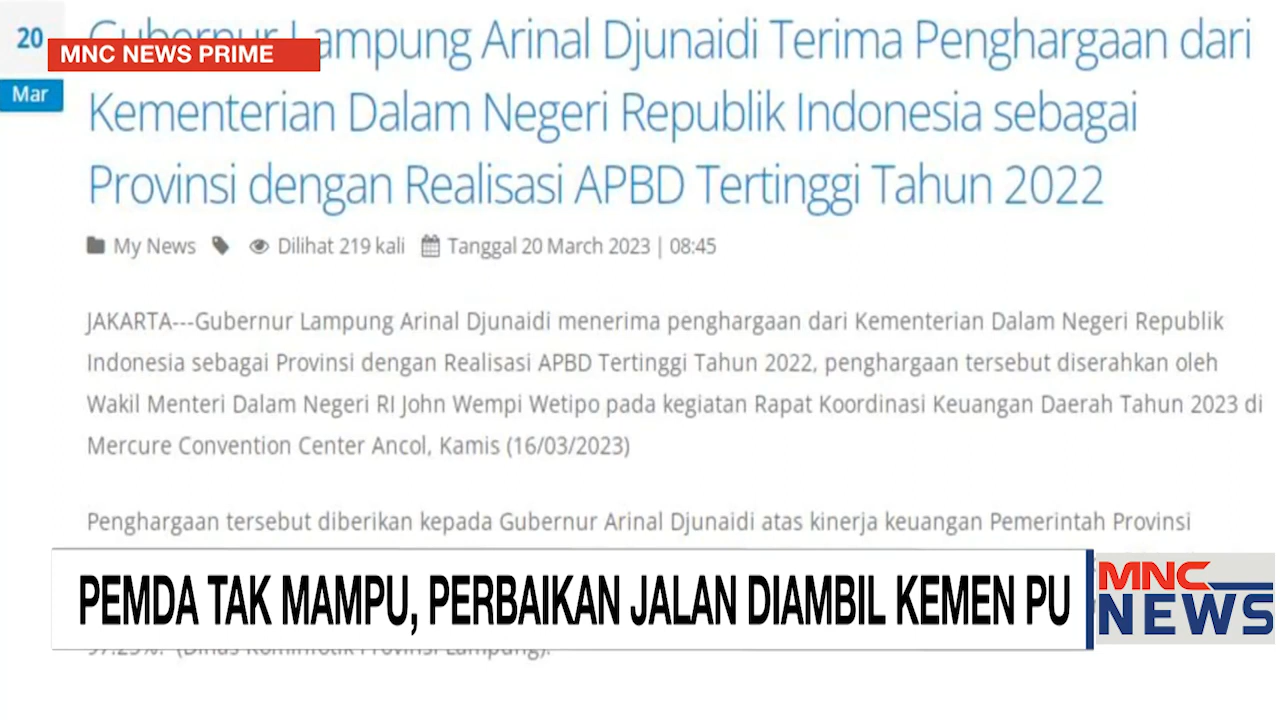 20
Mar
MNC NEWS PRIME
Gubernur Lampung Arinal Djunaidi Terima Penghargaan dari
Kementerian Dalam Negeri Republik Indonesia sebagai
Provinsi dengan Realisasi APBD Tertinggi Tahun 2022
My News Dilihat 219 kali Tanggal 20 March 2023 | 08:45
JAKARTA---Gubernur Lampung Arinal Djunaidi menerima penghargaan dari Kementerian Dalam Negeri Republik
Indonesia sebagai Provinsi dengan Realisasi APBD Tertinggi Tahun 2022, penghargaan tersebut diserahkan oleh
Wakil Menteri Dalam Negeri RI John Wempi Wetipo pada kegiatan Rapat Koordinasi Keuangan Daerah Tahun 2023 di
Mercure Convention Center Ancol, Kamis (16/03/2023)
Penghargaan tersebut diberikan kepada Gubernur Arinal Djunaidi atas kinerja keuangan Pemerintah Provinsi
PEMDA TAK MAMPU, PERBAIKAN JALAN DIAMBIL KEMEN PU
MNC
NEWS
(Dinas Kominfotik Provinsi Lampung).